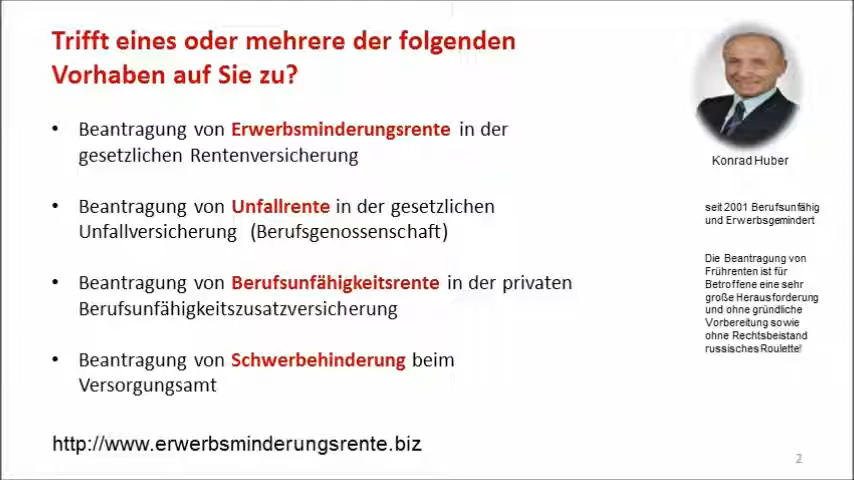 Trifft eines oder mehrere der folgenden
Vorhaben auf Sie zu?
• Beantragung von Erwerbsminderungsrente in der
gesetzlichen Rentenversicherung
• Beantragung von Unfallrente in der gesetzlichen
Unfallversicherung (Berufsgenossenschaft)
• Beantragung von Berufsunfähigkeitsrente in der privaten
Berufsunfähigkeitszusatzversicherung
• Beantragung von Schwerbehinderung beim
Versorgungsamt
http://www.erwerbsminderungsrente.biz
Konrad Huber
seit 2001 Berufsunfähig
und Erwerbsgemindert
Die Beantragung von
Frührenten ist für
Betroffene eine sehr
große Herausforderung
und ohne gründliche
Vorbereitung sowie
ohne Rechtsbeistand
russisches Roulette!
2